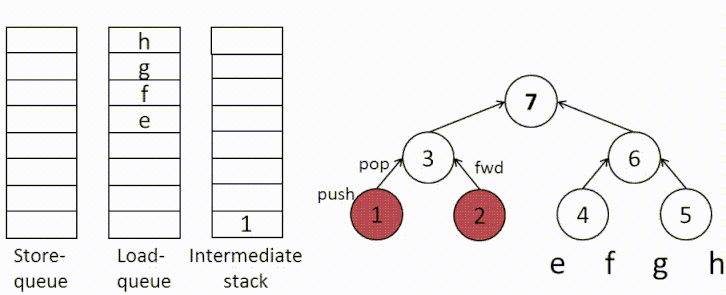 h
g
f
e
1
Store-
queue
Load-
queue
Intermediate
stack
7
3
6
pop
fwd
push
1
2
4
5
e f g h